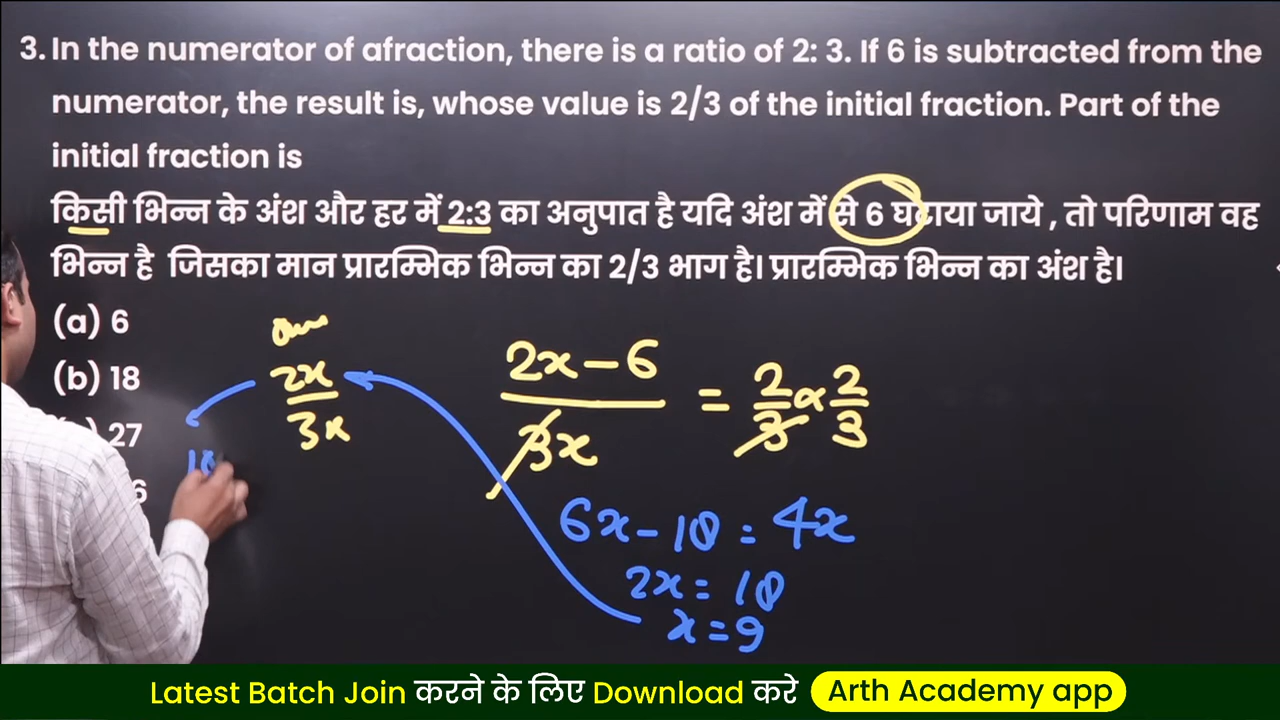 3. In the numerator of afraction, there is a ratio of 2: 3. If 6 is subtracted from the
numerator, the result is, whose value is 2/3 of the initial fraction. Part of the
initial fraction is
किसी भिन्न के अंश और हर में 2:3 का अनुपात है यदि अंश में से 6 घटाया जाये , तो परिणाम वह
भिन्न है जिसका मान प्रारम्भिक भिन्न का 2/3 भाग है। प्रारम्भिक भिन्न का अंश है।
(a) 6
(b) 18
27
6
2x
3x
2x - 6
3x
= 2/3 × 2/3
6x - 18 = 4x
2x = 18
x = 9
18
Latest Batch Join करने के लिए Download करे Arth Academy app